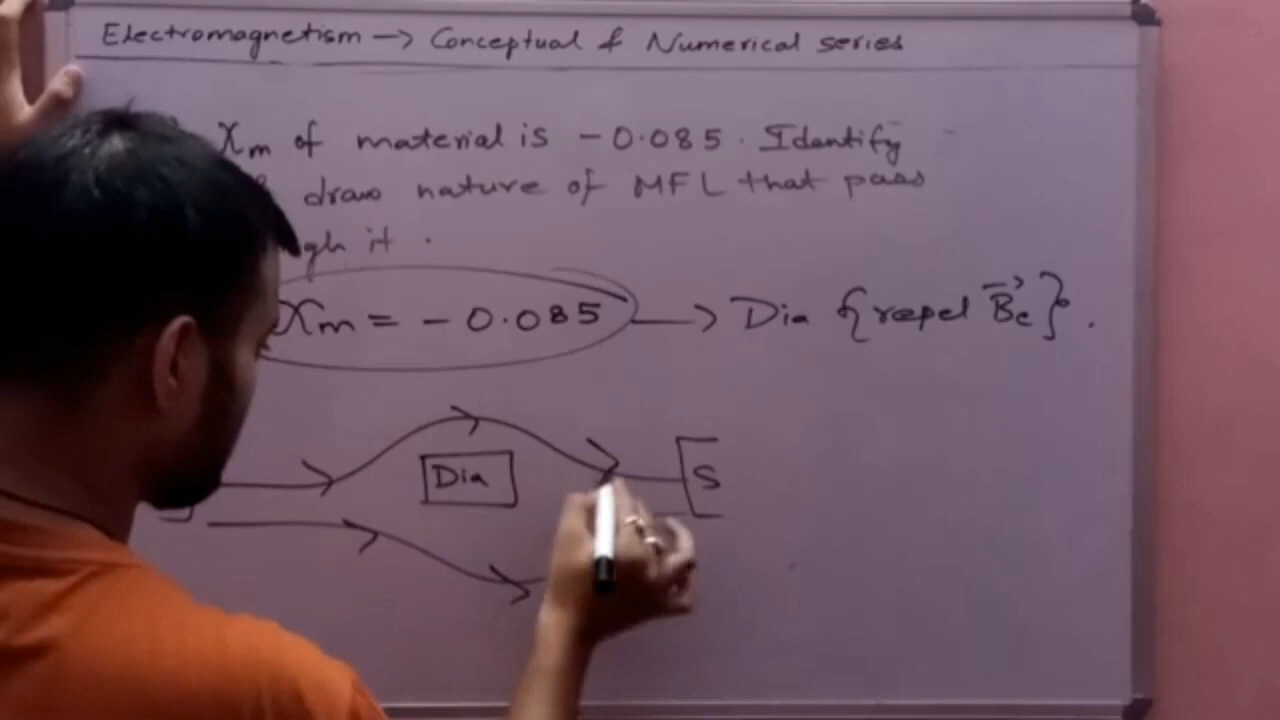 Electromagnetism → Conceptual & Numerical series
Xm of material is -0.085. Identify
draw nature of MFL that pass
gh it.
Xm = -0.085 → Dia {repel Be}.
Dia
S